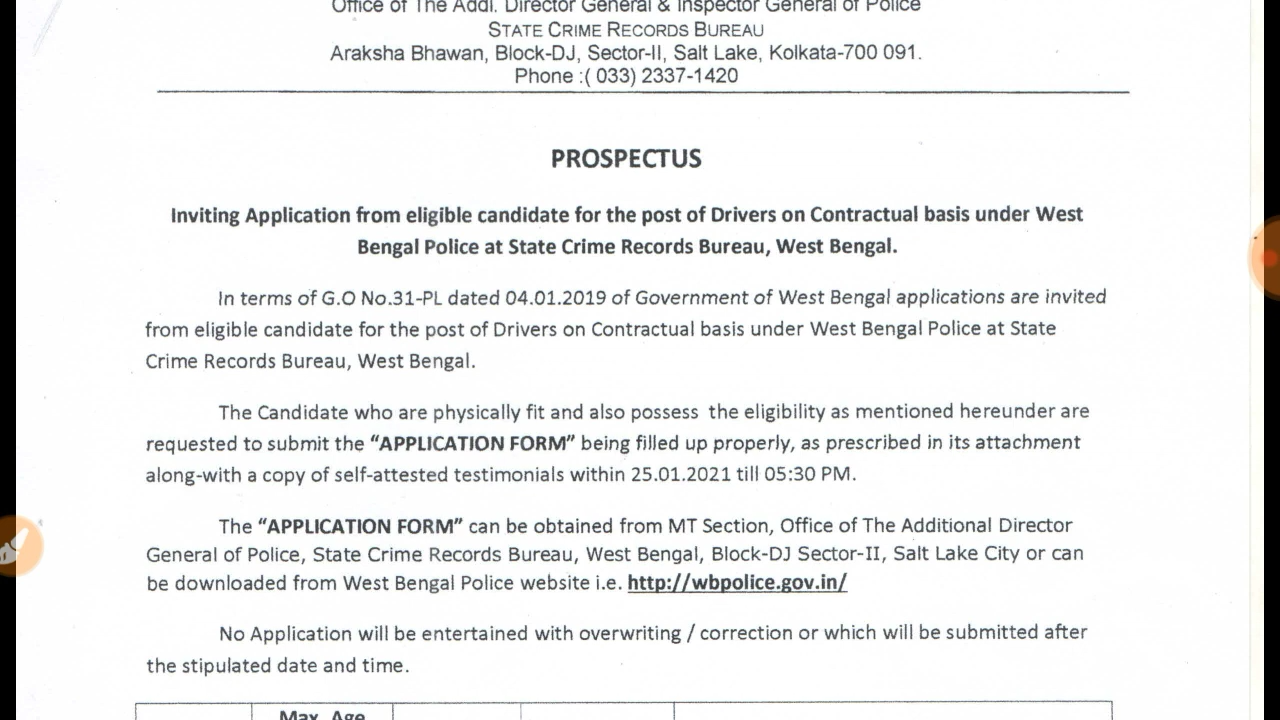 Office of The Addl. Director General & Inspector General of Police
STATE CRIME RECORDS BUREAU
Araksha Bhawan, Block-DJ, Sector-II, Salt Lake, Kolkata-700 091.
Phone :( 033) 2337-1420
PROSPECTUS
Inviting Application from eligible candidate for the post of Drivers on Contractual basis under West
Bengal Police at State Crime Records Bureau, West Bengal.
In terms of G.O No.31-PL dated 04.01.2019 of Government of West Bengal applications are invited
from eligible candidate for the post of Drivers on Contractual basis under West Bengal Police at State
Crime Records Bureau, West Bengal.
The Candidate who are physically fit and also possess the eligibility as mentioned hereunder are
requested to submit the “APPLICATION FORM” being filled up properly, as prescribed in its attachment
along-with a copy of self-attested testimonials within 25.01.2021 till 05:30 PM.
The “APPLICATION FORM” can be obtained from MT Section, Office of The Additional Director
General of Police, State Crime Records Bureau, West Bengal, Block-DJ Sector-II, Salt Lake City or can
be downloaded from West Bengal Police website i.e. http://wbpolice.gov.in/
No Application will be entertained with overwriting / correction or which will be submitted after
the stipulated date and time.
Max. Age